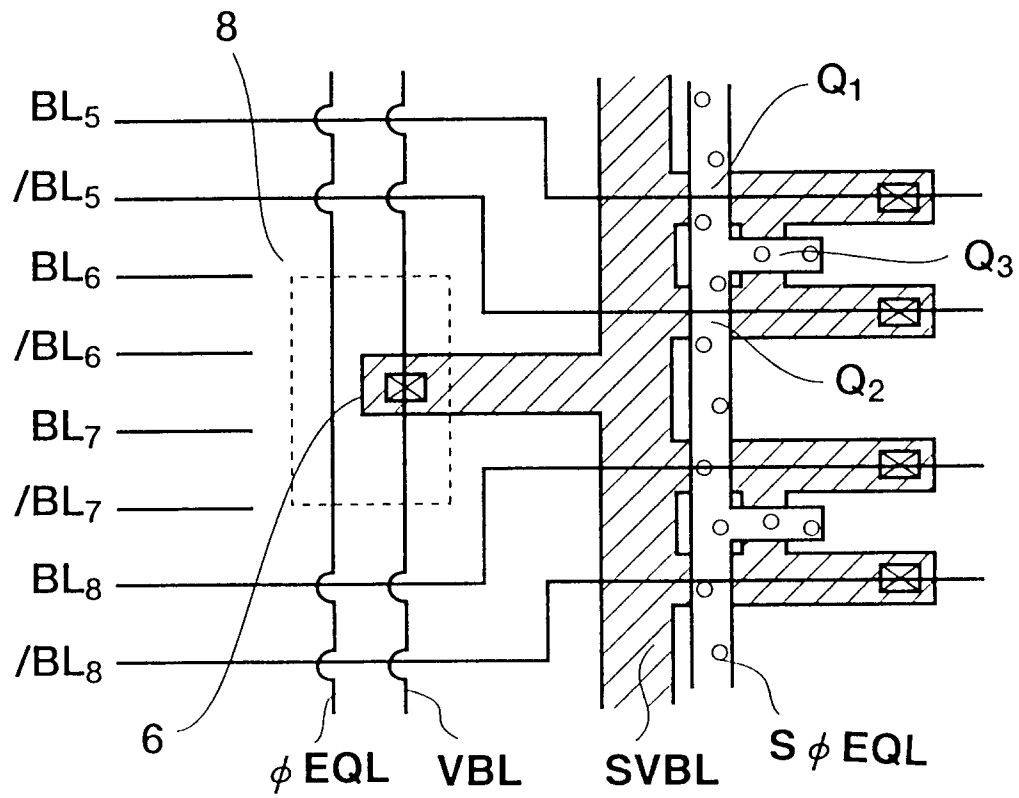 8
BL5
Q1
/BL5
BL6
Q3
/BL6
Q2
BL7
/BL7
BL8
/BL8
6
φ EQL
VBL
SVBL
S φ EQL